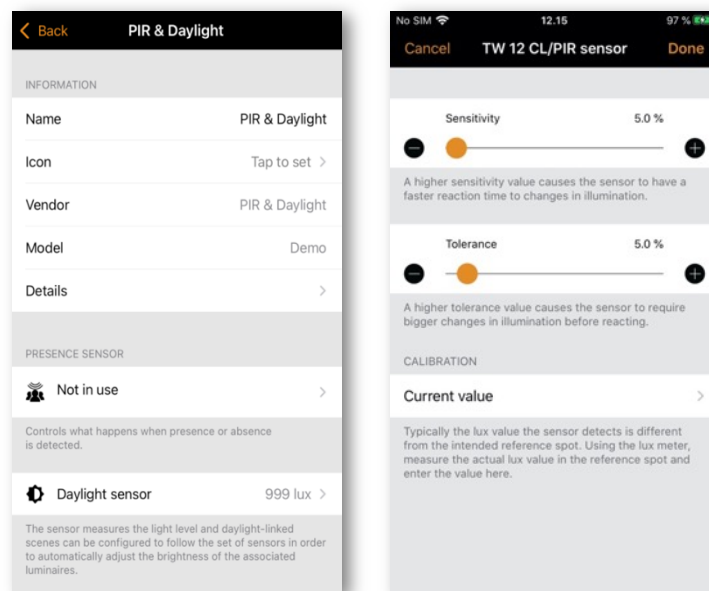 Back
PIR & Daylight
INFORMATION
Name PIR & Daylight
Icon Tap to set
Vendor PIR & Daylight
Model Demo
Details
PRESENCE SENSOR
Not in use
Controls what happens when presence or absence
is detected.
Daylight sensor 999 lux
The sensor measures the light level and daylight-linked
scenes can be configured to follow the set of sensors in order
to automatically adjust the brightness of the associated
luminaires.
No SIM 12.15 97 %
Cancel TW 12 CL/PIR sensor Done
Sensitivity 5.0 %
A higher sensitivity value causes the sensor to have a
faster reaction time to changes in illumination.
Tolerance 5.0 %
A higher tolerance value causes the sensor to require
bigger changes in illumination before reacting.
CALIBRATION
Current value
Typically the lux value the sensor detects is different
from the intended reference spot. Using the lux meter,
measure the actual lux value in the reference spot and
enter the value here.